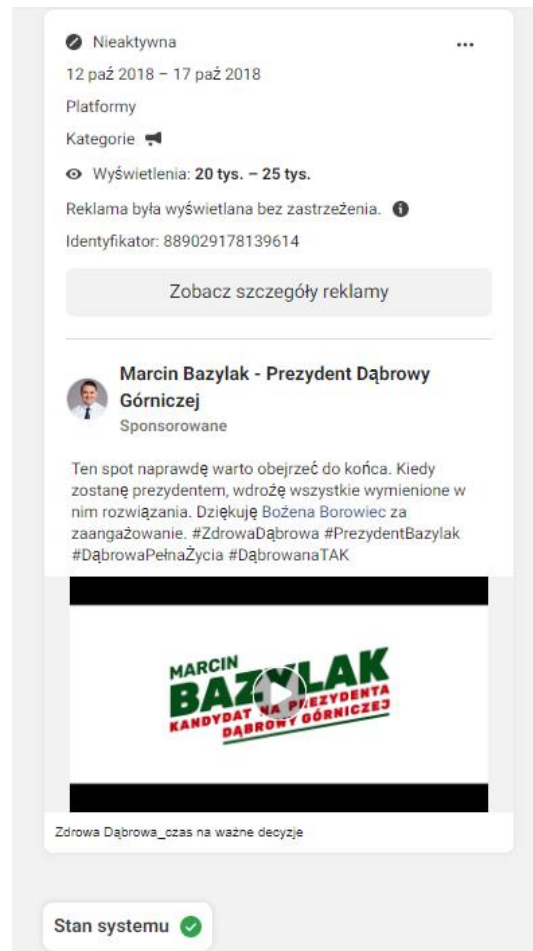 Nieaktywna
12 paź 2018 – 17 paź 2018
Platformy
Kategorie
Wyświetlenia: 20 tys. – 25 tys.
Reklama była wyświetlana bez zastrzeżenia.
Identyfikator: 889029178139614
Zobacz szczegóły reklamy
Marcin Bazylak - Prezydent Dąbrowy
Górniczej
Sponsorowane
Ten spot naprawdę warto obejrzeć do końca. Kiedy
zostanę prezydentem, wdrożę wszystkie wymienione w
nim rozwiązania. Dziękuję Bożena Borowiec za
zaangażowanie. #ZdrowaDąbrowa #PrezydentBazylak
#DąbrowaPełnaŻycia #DąbrowanaTAK
MARCIN
BAZYLAK
KANDYDAT NA PREZYDENTA
DĄBROWY GÓRNICZEJ
Zdrowa Dąbrowa_czas na ważne decyzje
Stan systemu